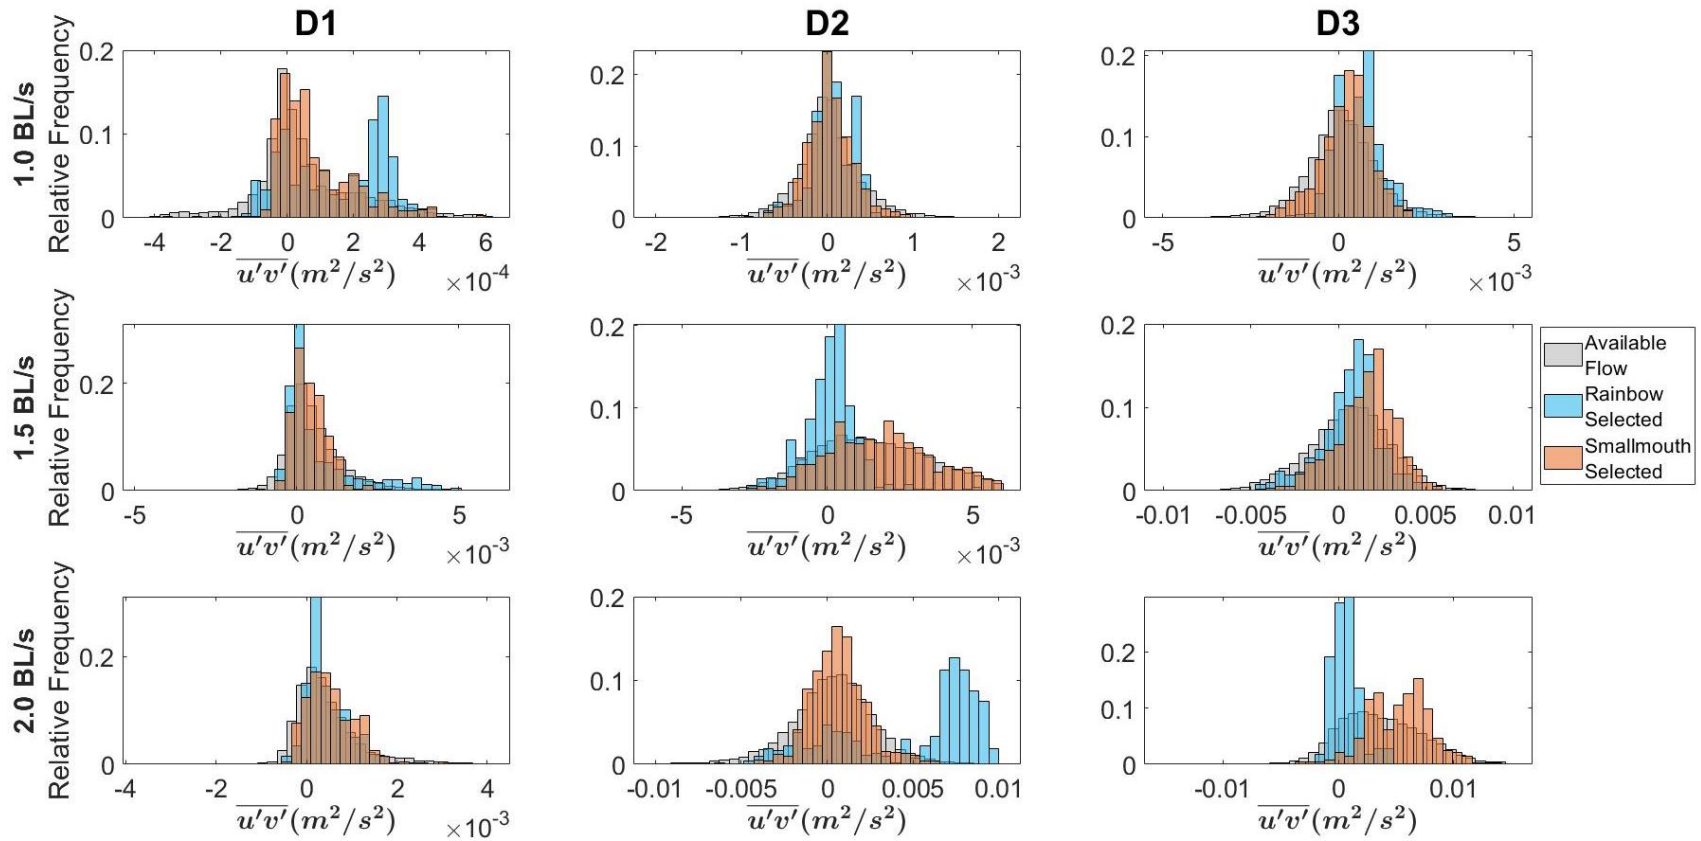 D1 D2 D3
1.0 BL/s
Relative Frequency
0.2 0.1 0
-4 -2 0 2 4 6
u'v'(m²/s²) ×10⁻⁴
0.2 0.1 0
-2 -1 0 1 2
u'v'(m²/s²) ×10⁻³
0.2 0.1 0
-5 0 5
u'v'(m²/s²) ×10⁻³
1.5 BL/s
Relative Frequency
0.2 0
-5 0 5
u'v'(m²/s²) ×10⁻³
0.2 0.1 0
-5 0 5
u'v'(m²/s²) ×10⁻³
0.2 0.1 0
-0.01 -0.005 0 0.005 0.01
u'v'(m²/s²)
Available
Flow
Rainbow
Selected
Smallmouth
Selected
2.0 BL/s
Relative Frequency
0.2 0
-4 -2 0 2 4
u'v'(m²/s²) ×10⁻³
0.2 0.1 0
-0.01 -0.005 0 0.005 0.01
u'v'(m²/s²)
0.2 0.1 0
-0.01 0 0.01
u'v'(m²/s²)